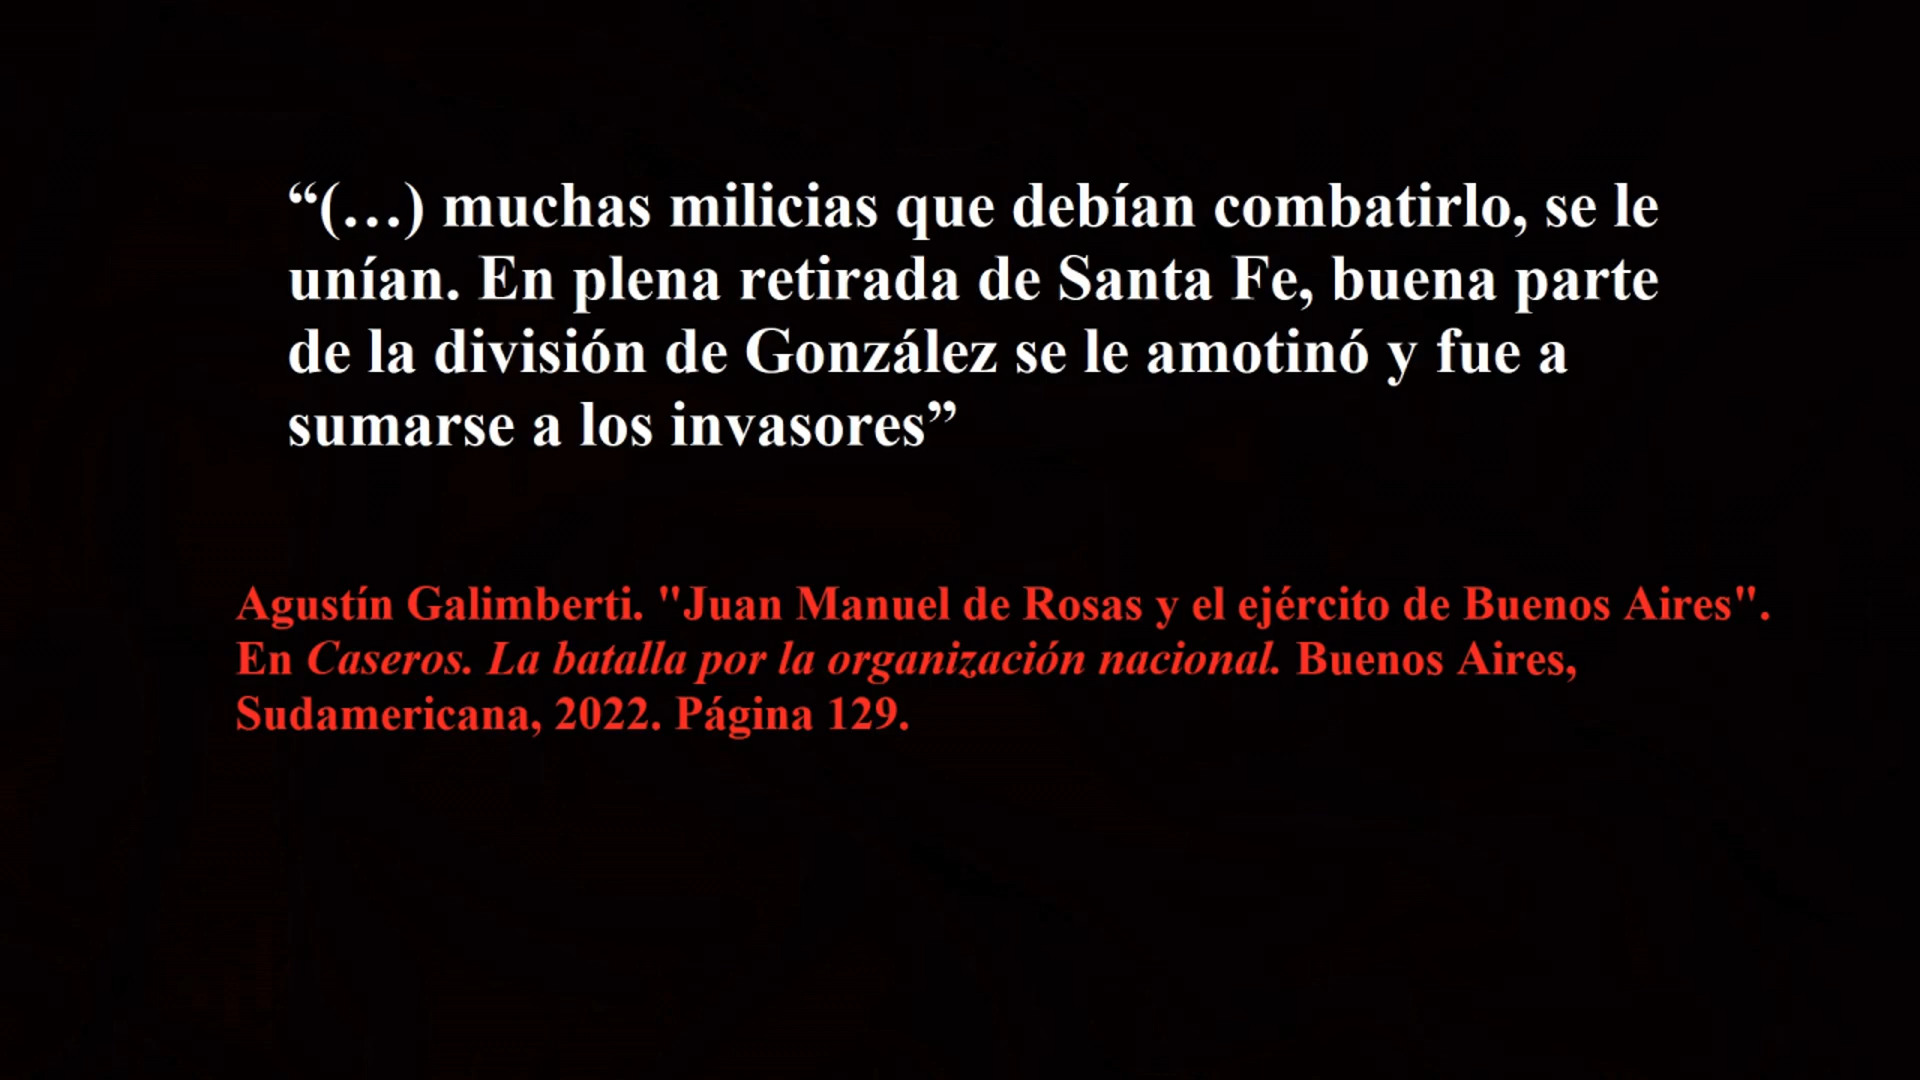 “(…) muchas milicias que debían combatirlo, se le
unían. En plena retirada de Santa Fe, buena parte
de la división de González se le amotinó y fue a
sumarse a los invasores”
Agustín Galimberti. "Juan Manuel de Rosas y el ejército de Buenos Aires".
En Caseros. La batalla por la organización nacional. Buenos Aires,
Sudamericana, 2022. Página 129.